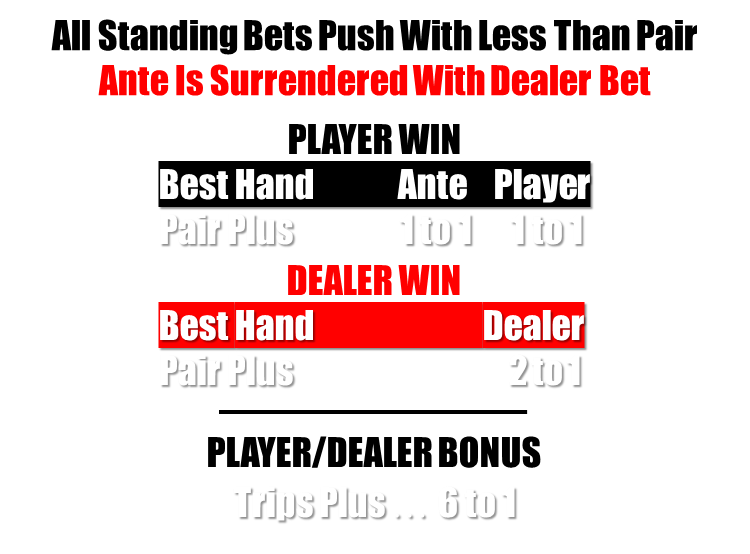 All Standing Bets Push With Less Than Pair
Ante Is Surrendered With Dealer Bet
PLAYER WIN
Best Hand Ante Player
Pair Plus 1 to 1 1 to 1
DEALER WIN
Best Hand Dealer
Pair Plus 2 to 1
PLAYER/DEALER BONUS
Trips Plus . . . 6 to 1